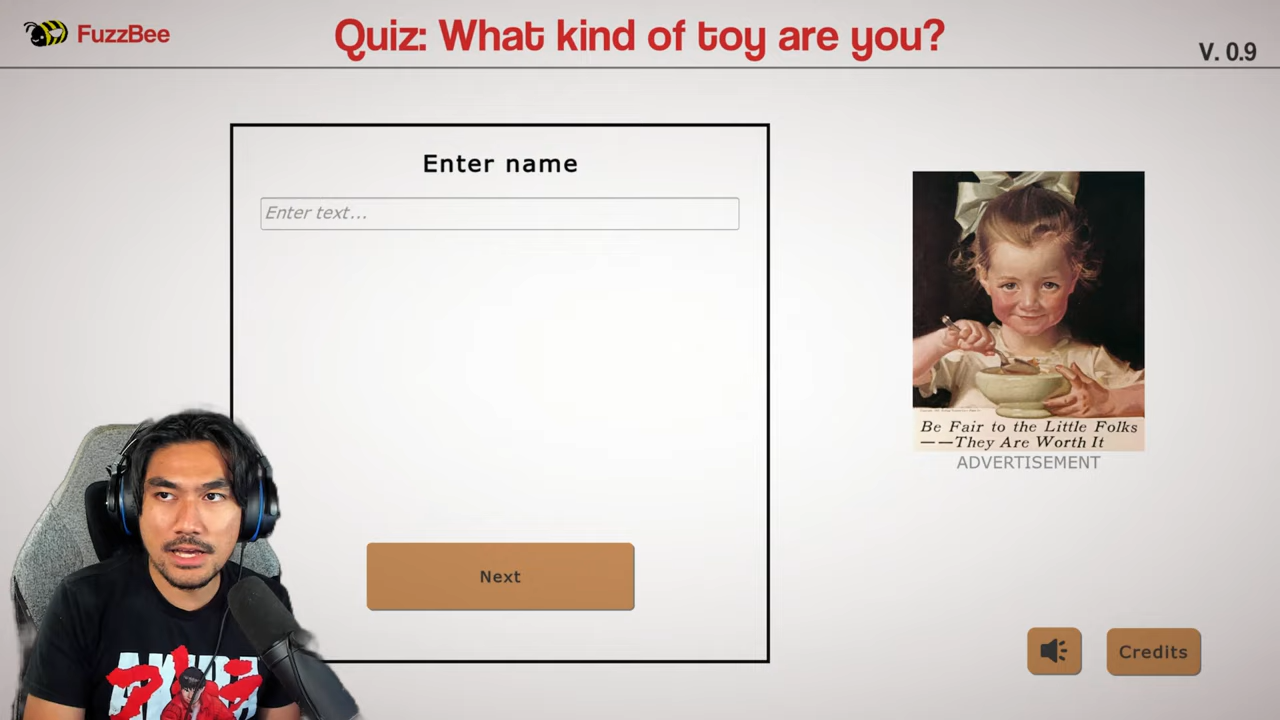 FuzzBee
Quiz: What kind of toy are you?
V. 0.9
Enter name
Enter text...
Be Fair to the Little Folks
——They Are Worth It
ADVERTISEMENT
Next
Credits